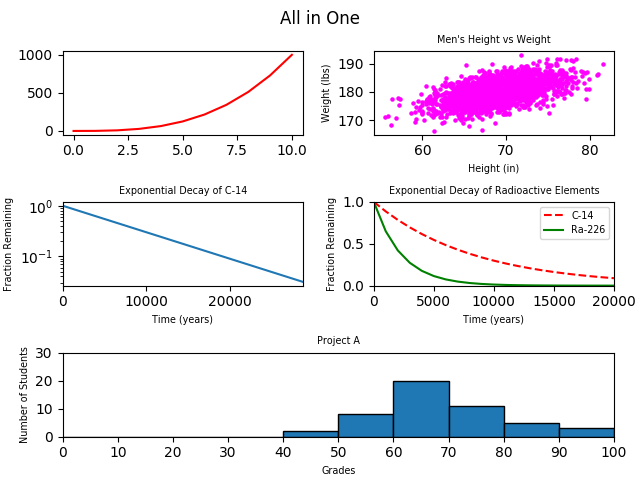 All in One
1000
500
0
0.0 2.5 5.0 7.5 10.0
Men's Height vs Weight
Weight (lbs)
190
180
170
60 70 80
Height (in)
Exponential Decay of C-14
Fraction Remaining
10⁰
10⁻¹
0 10000 20000
Time (years)
Exponential Decay of Radioactive Elements
Fraction Remaining
1.0
0.5
0.0
C-14
Ra-226
0 5000 10000 15000 20000
Time (years)
Project A
Number of Students
30
20
10
0
0 10 20 30 40 50 60 70 80 90 100
Grades